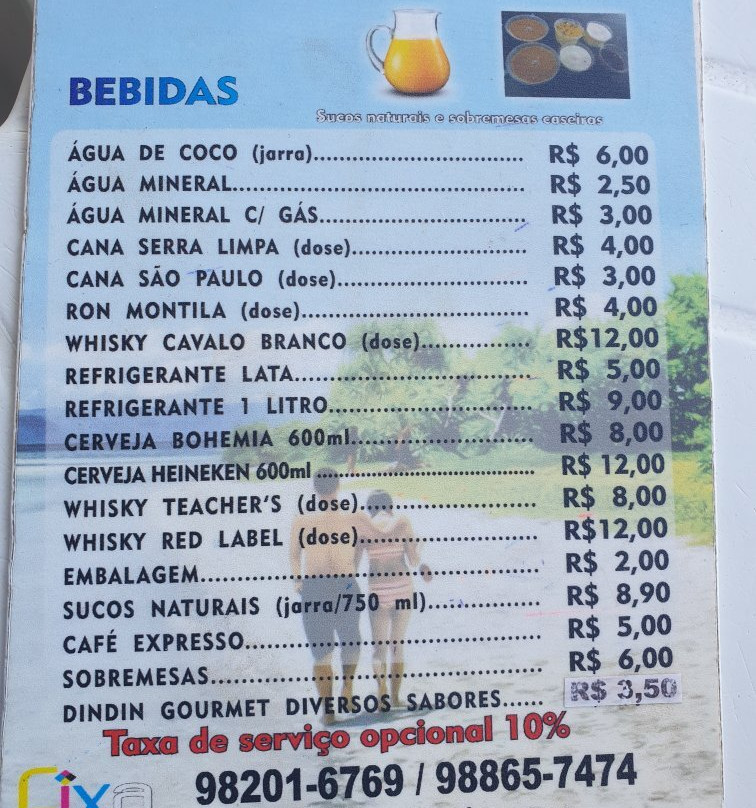 BEBIDAS
Sucos naturais e sobremesas caseiras
ÁGUA DE COCO (jarra)........................ R$ 6,00
ÁGUA MINERAL........................ R$ 2,50
ÁGUA MINERAL C/ GÁS........................ R$ 3,00
CANA SERRA LIMPA (dose)........................ R$ 4,00
CANA SÃO PAULO (dose)........................ R$ 3,00
RON MONTILA (dose)........................ R$ 4,00
WHISKY CAVALO BRANCO (dose)............... R$12,00
REFRIGERANTE LATA........................ R$ 5,00
REFRIGERANTE 1 LITRO........................ R$ 9,00
CERVEJA BOHEMIA 600ml........................ R$ 8,00
CERVEJA HEINEKEN 600ml........................ R$ 12,00
WHISKY TEACHER'S (dose)........................ R$ 8,00
WHISKY RED LABEL (dose)........................ R$12,00
EMBALAGEM........................ R$ 2,00
SUCOS NATURAIS (jarra/750 ml)............... R$ 8,90
CAFÉ EXPRESSO........................ R$ 5,00
SOBREMESAS........................ R$ 6,00
DINDIN GOURMET DIVERSOS SABORES...... R$ 3,50
Taxa de serviço opcional 10%
98201-6769 / 98865-7474